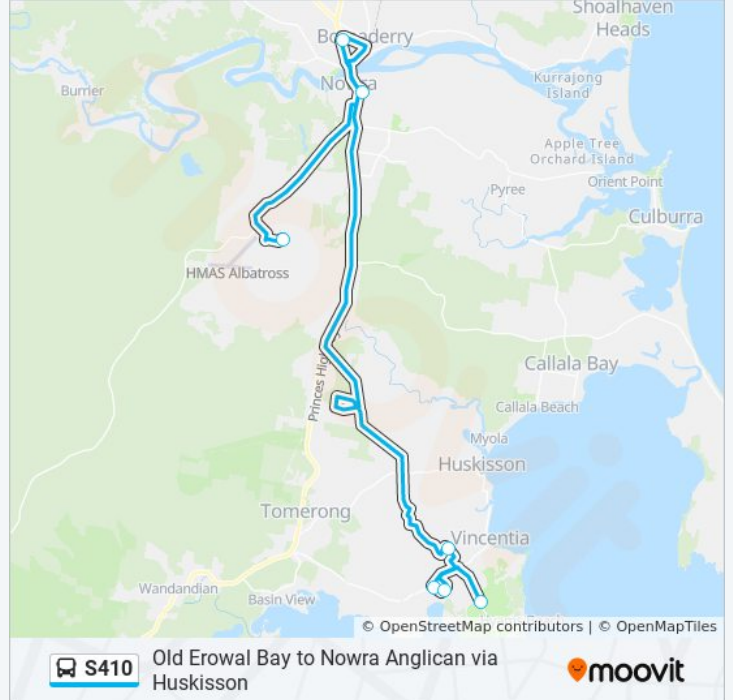 Shoalhaven
Heads
Bomaderry
Kurrajong
Island
Nowra
Burrier
Apple Tree
Orchard Island
Orient Point
Pyree
Culburra
HMAS Albatross
Callala Bay
Princes High
Callala Beach
Myola
Huskisson
Tomerong
Vincentia
Wandandian
Basin View
© OpenStreetMap contributors | © OpenMapTiles
S410
Old Erowal Bay to Nowra Anglican via
Huskisson
moovit